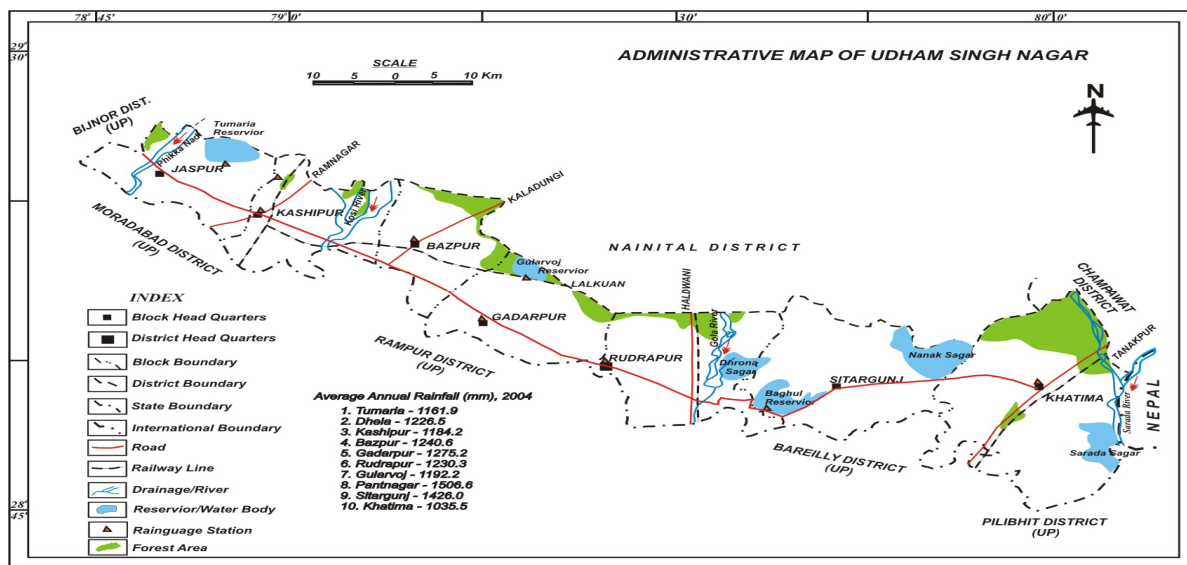 78° 45'
79° 0'
30'
80° 0'
29°
30'
ADMINISTRATIVE MAP OF UDHAM SINGH NAGAR
SCALE
10 5 0 5 10 Km
N
BIJNOR DIST.
(UP)
Tumaria
Reservior
Phikka Nadi
JASPUR
RAMNAGAR
KASHIPUR
Kosi River
KALADUNGI
MORADABAD DISTRICT
(UP)
BAZPUR
NAINITAL DISTRICT
Gularvoj
Reservior
LALKUAN
HALDWANI
CHAMPAWAT
DISTRICT
GADARPUR
Gola River
RAMPUR DISTRICT
(UP)
RUDRAPUR
Dhrona
Sagar
Nanak Sagar
TANAKPUR
SITARGUNJ
Baghul
Reservior
KHATIMA
Sarada River
NEPAL
BAREILLY DISTRICT
(UP)
Sarada Sagar
PILIBHIT DISTRICT
(UP)
INDEX
Block Head Quarters
District Head Quarters
Block Boundary
District Boundary
State Boundary
International Boundary
Road
Railway Line
Drainage/River
Reservior/Water Body
Rainguage Station
Forest Area
Average Annual Rainfall (mm), 2004
1. Tumaria - 1161.9
2. Dhela - 1226.5
3. Kashipur - 1184.2
4. Bazpur - 1240.6
5. Gadarpur - 1275.2
6. Rudrapur - 1230.3
7. Gularvoj - 1192.2
8. Pantnagar - 1506.6
9. Sitargunj - 1426.0
10. Khatima - 1035.5
28°
45'